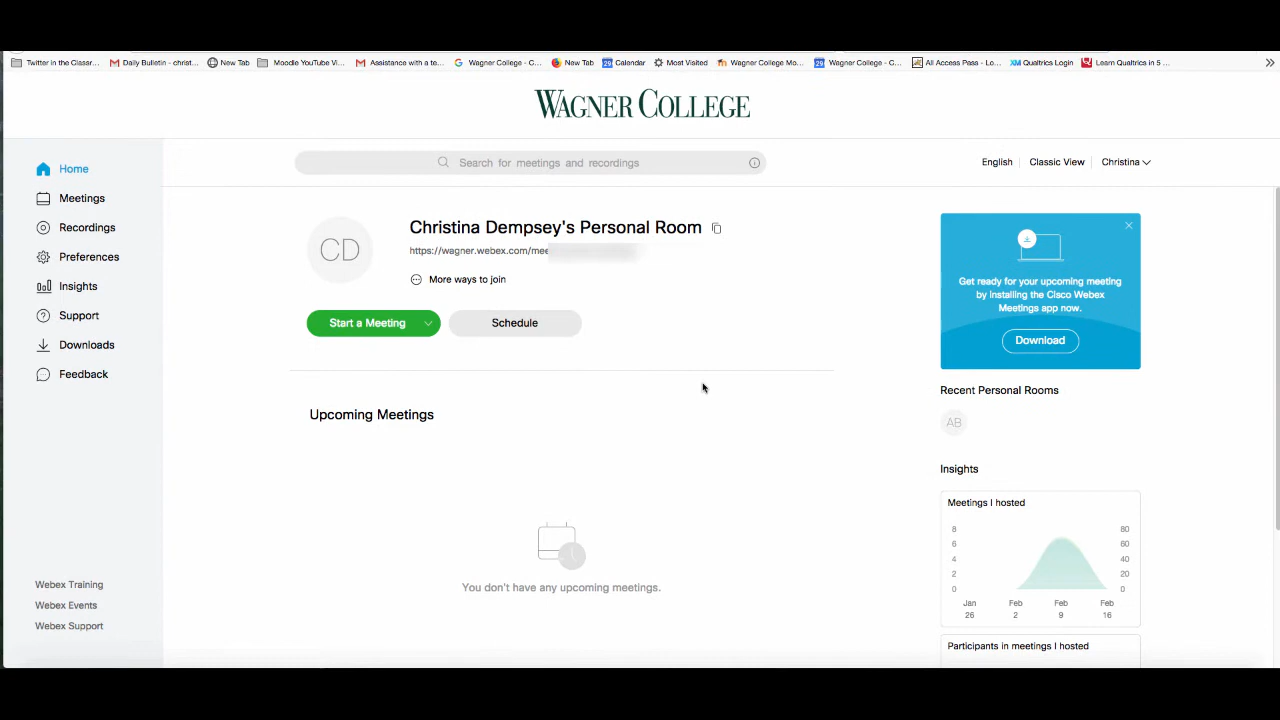 Twitter in the Classr...
Daily Bulletin - christ...
New Tab
Moodle YouTube Vi...
Assistance with a te...
Wagner College - C...
New Tab
29 Calendar
Most Visited
Wagner College Mo...
29 Wagner College - C...
All Access Pass - Lo...
XM Qualtrics Login
Learn Qualtrics in 5 ...
WAGNER COLLEGE
Home
Meetings
Recordings
Preferences
Insights
Support
Downloads
Feedback
Webex Training
Webex Events
Webex Support
Search for meetings and recordings
English
Classic View
Christina
CD
Christina Dempsey's Personal Room
https://wagner.webex.com/mee
More ways to join
Start a Meeting
Schedule
Upcoming Meetings
You don't have any upcoming meetings.
Get ready for your upcoming meeting
by installing the Cisco Webex
Meetings app now.
Download
Recent Personal Rooms
AB
Insights
Meetings I hosted
8 80
6 60
4 40
2 20
0 0
Jan Feb Feb Feb
26 2 9 16
Participants in meetings I hosted